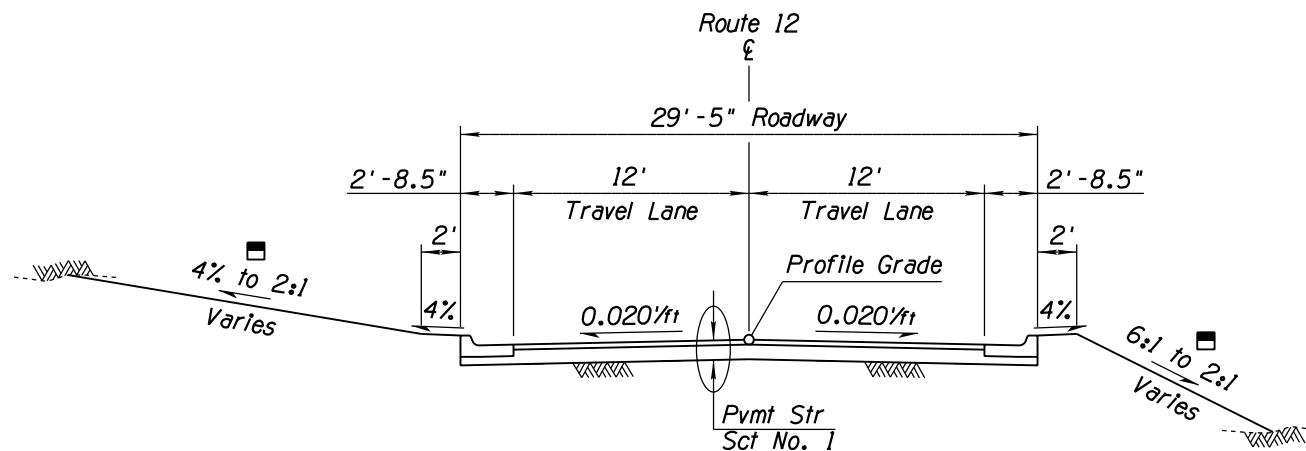 Route 12
℄
29'-5" Roadway
2'-8.5"
12'
12'
2'-8.5"
Travel Lane
Travel Lane
2'
2'
Profile Grade
4% to 2:1
Varies
4%
0.020'/ft
0.020'/ft
4%
6:1 to 2:1
Varies
Pvmt Str
Sct No. 1